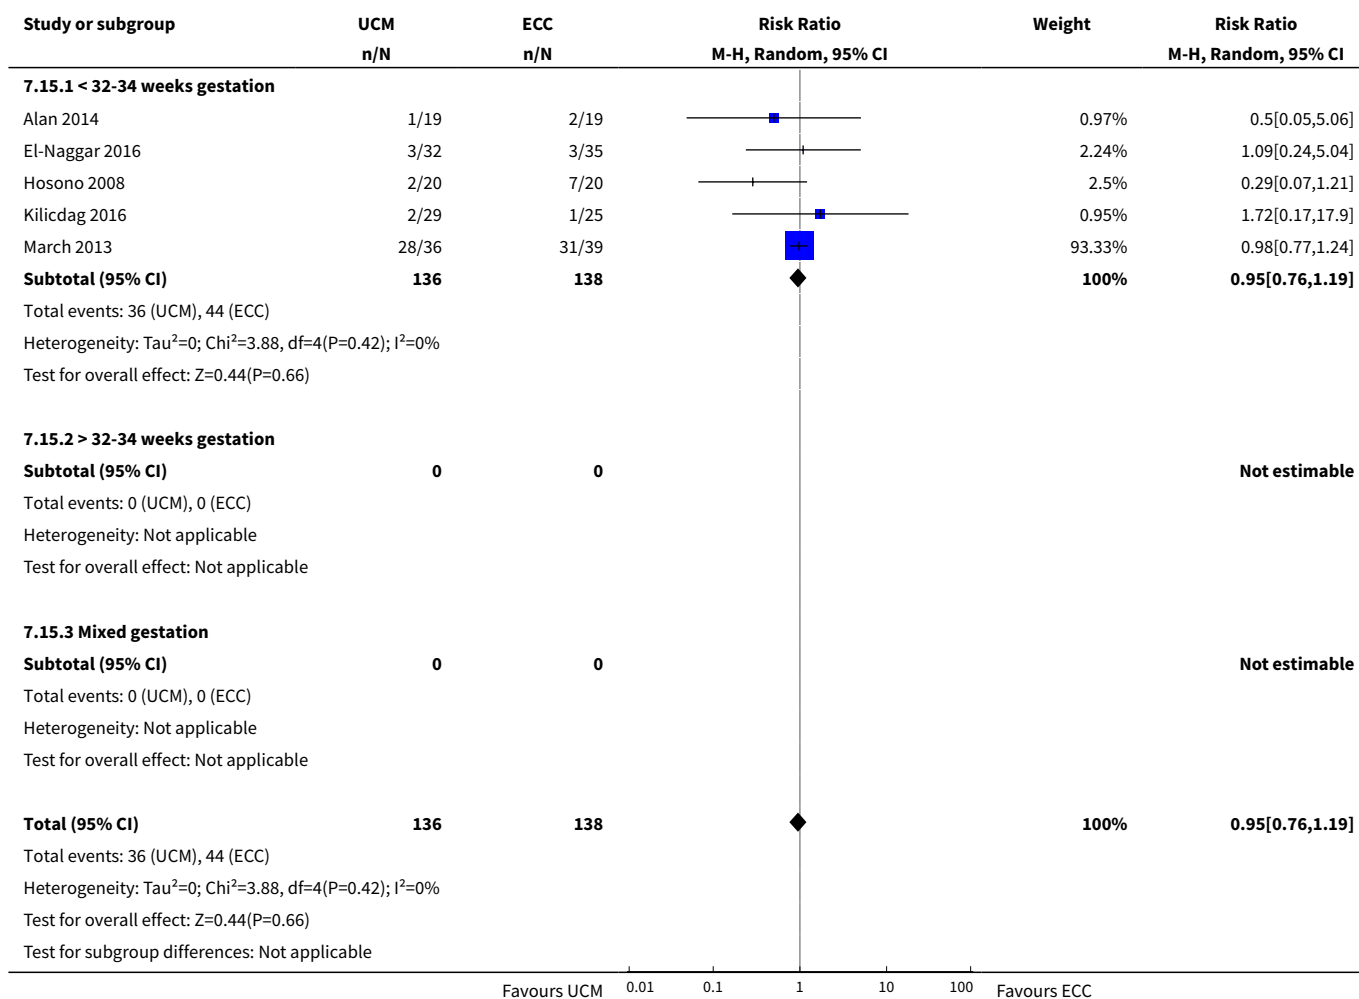 Study or subgroup UCM ECC Risk Ratio Weight Risk Ratio
n/N n/N M-H, Random, 95% CI M-H, Random, 95% CI
7.15.1 < 32-34 weeks gestation
Alan 2014 1/19 2/19 0.97% 0.5[0.05,5.06]
El-Naggar 2016 3/32 3/35 2.24% 1.09[0.24,5.04]
Hosono 2008 2/20 7/20 2.5% 0.29[0.07,1.21]
Kilicdag 2016 2/29 1/25 0.95% 1.72[0.17,17.9]
March 2013 28/36 31/39 93.33% 0.98[0.77,1.24]
Subtotal (95% CI) 136 138 100% 0.95[0.76,1.19]
Total events: 36 (UCM), 44 (ECC)
Heterogeneity: Tau²=0; Chi²=3.88, df=4(P=0.42); I²=0%
Test for overall effect: Z=0.44(P=0.66)
7.15.2 > 32-34 weeks gestation
Subtotal (95% CI) 0 0 Not estimable
Total events: 0 (UCM), 0 (ECC)
Heterogeneity: Not applicable
Test for overall effect: Not applicable
7.15.3 Mixed gestation
Subtotal (95% CI) 0 0 Not estimable
Total events: 0 (UCM), 0 (ECC)
Heterogeneity: Not applicable
Test for overall effect: Not applicable
Total (95% CI) 136 138 100% 0.95[0.76,1.19]
Total events: 36 (UCM), 44 (ECC)
Heterogeneity: Tau²=0; Chi²=3.88, df=4(P=0.42); I²=0%
Test for overall effect: Z=0.44(P=0.66)
Test for subgroup differences: Not applicable
Favours UCM 0.01 0.1 1 10 100 Favours ECC